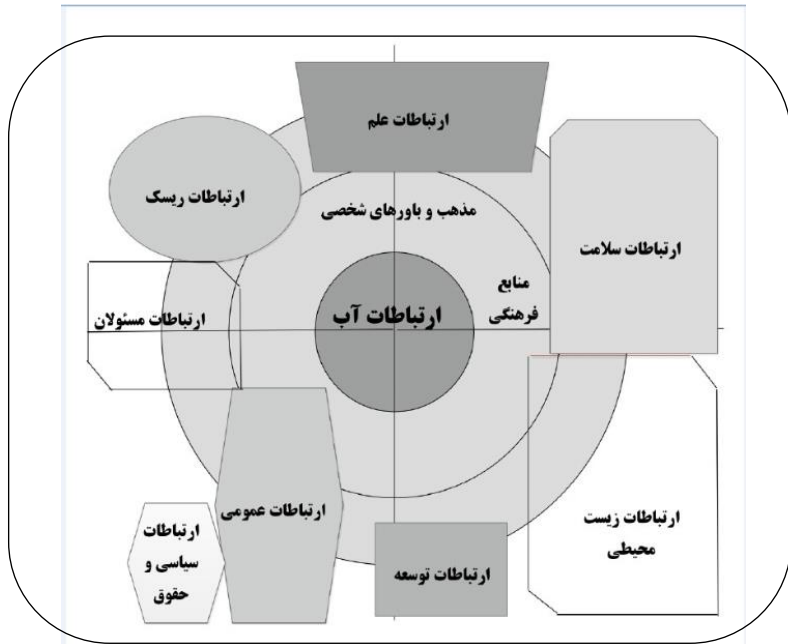 ارتباطات علم
ارتباطات ریسک
مذهب و باورهای شخصی
ارتباطات سلامت
منابع
فرهنگی
ارتباطات آب
ارتباطات مسئولان
ارتباطات عمومی
ارتباطات زیست
محیطی
ارتباطات
سیاسی و
حقوق
ارتباطات توسعه